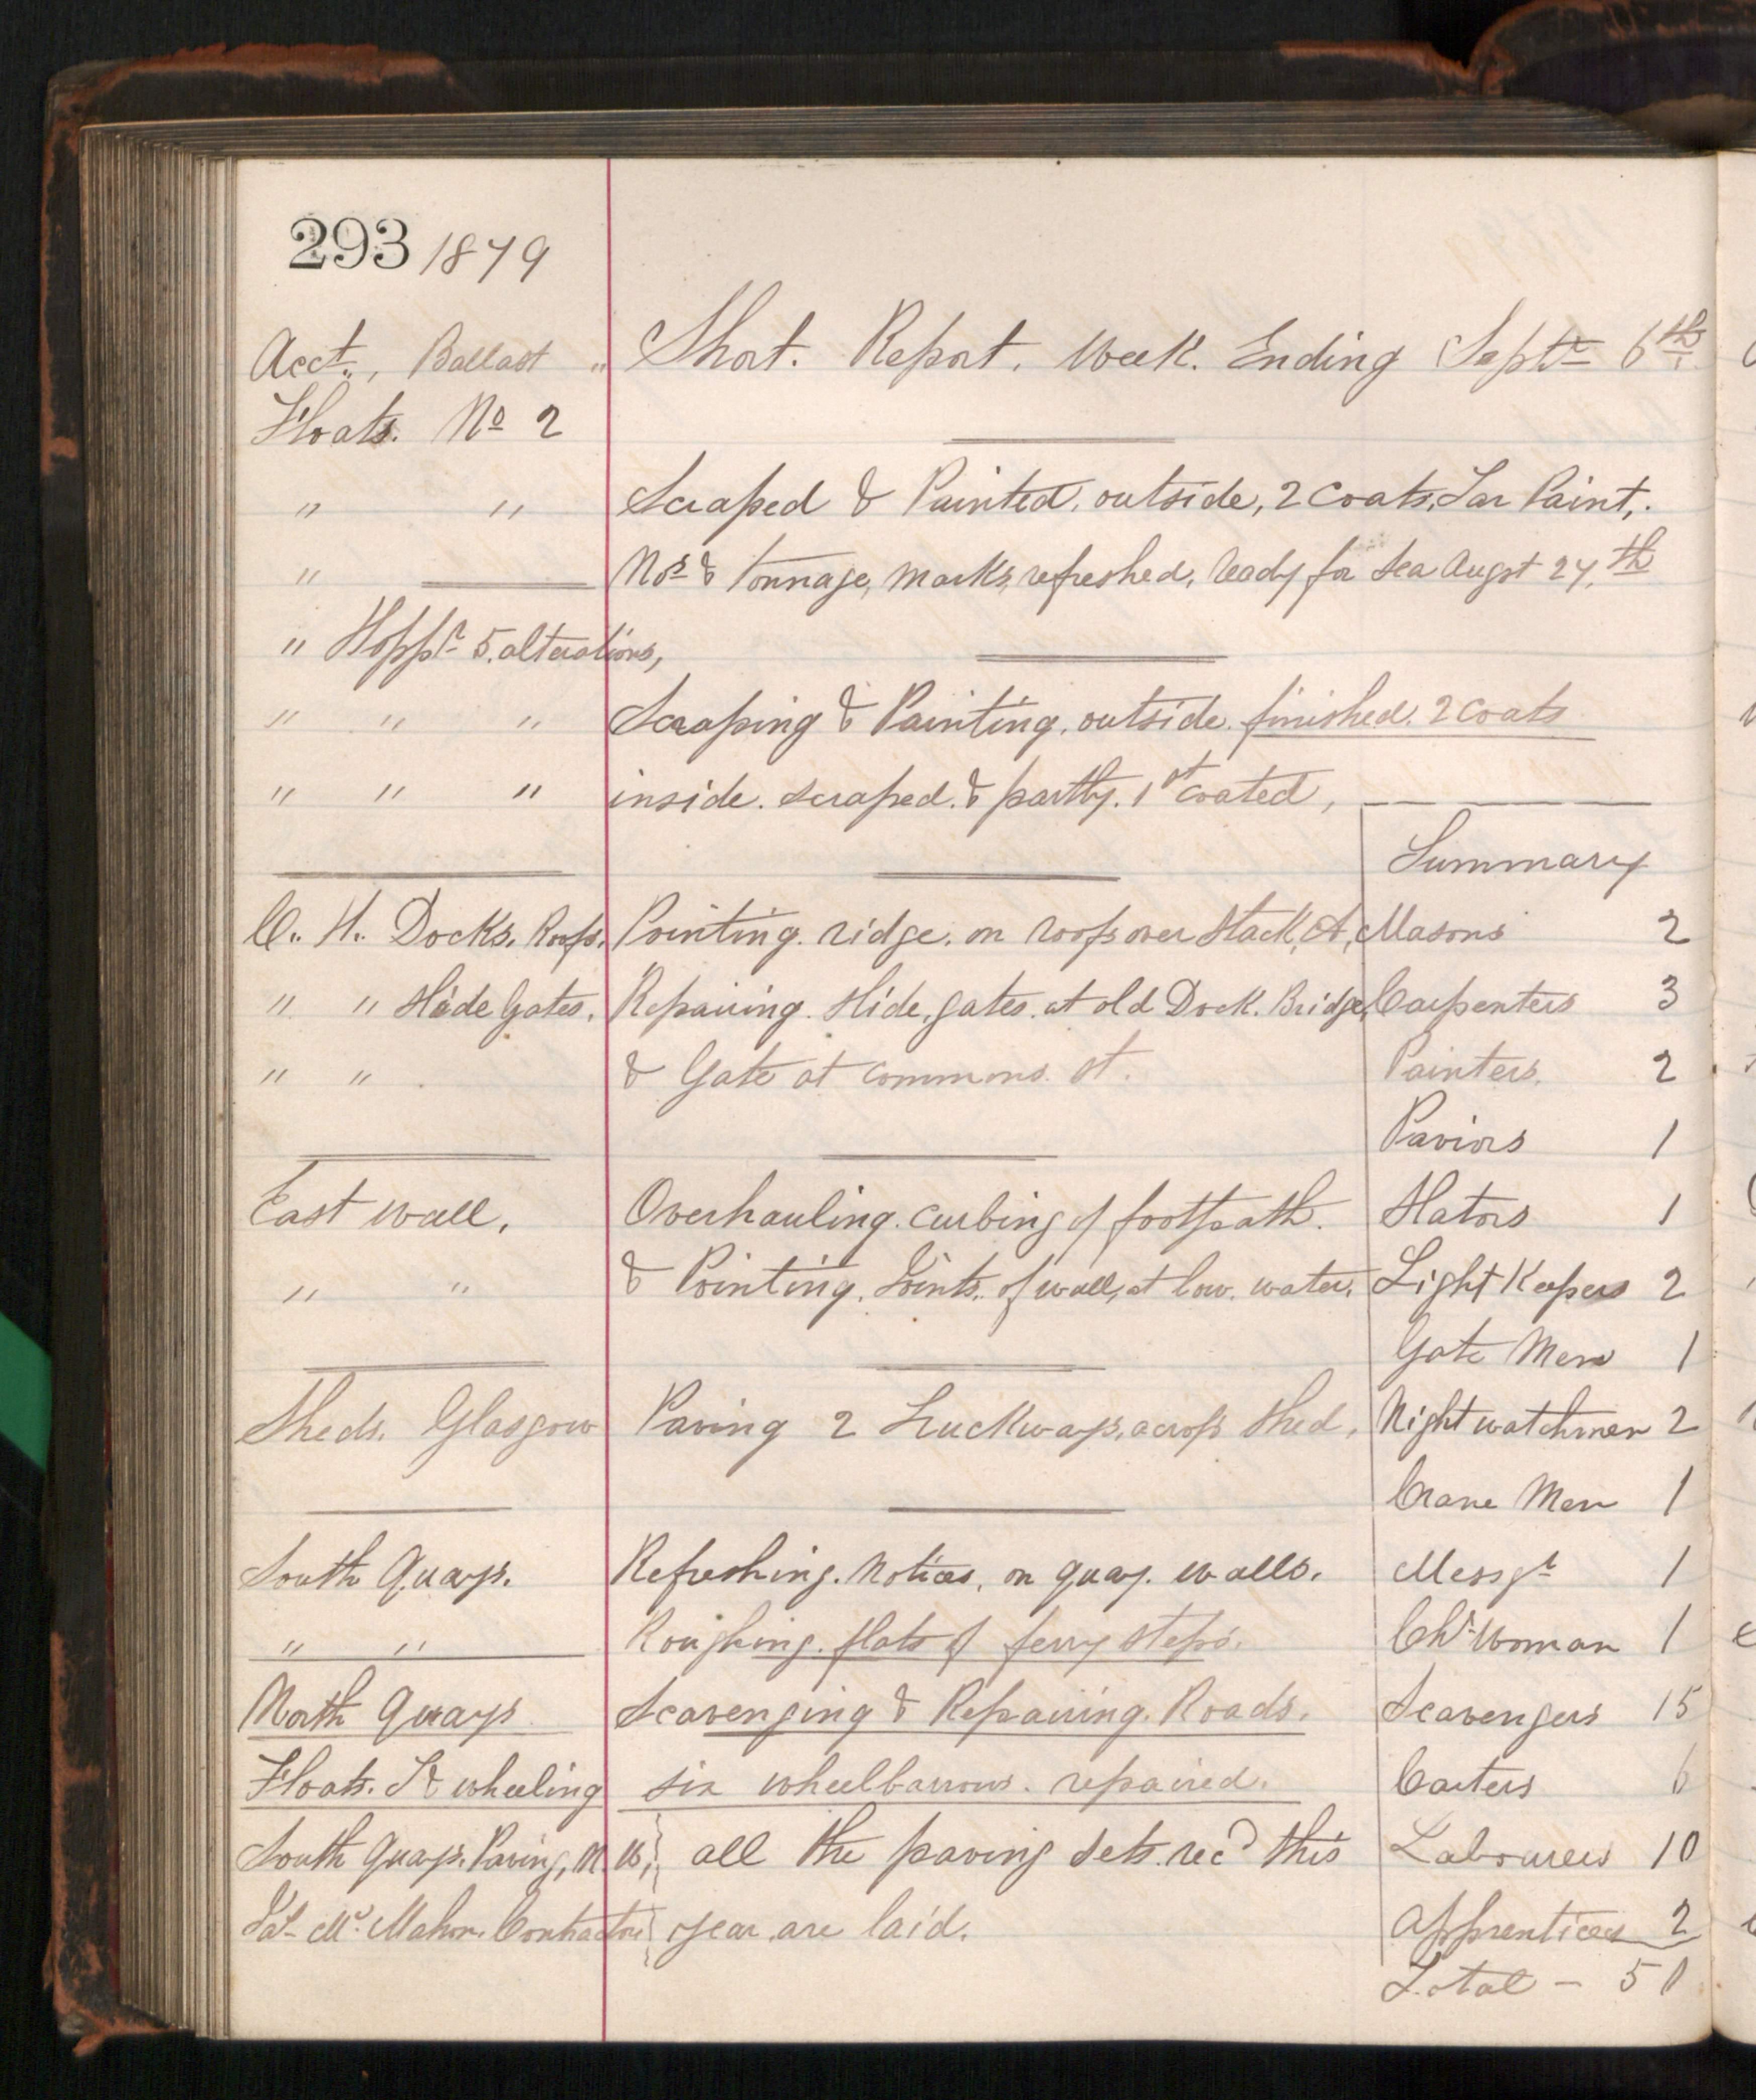 293 1879
Acct., Ballast " Short. Report. Week. Ending Septr 6th
Floats. No 2
" " Scraped & Painted. outside, 2 Coats, Tar Paint,.
" Nos & Tonnage, marks, refreshed, ready for Sea Augst 27th
" Hoppr 5. alterations,
" " " Scraping & Painting. outside. finished. 2 Coats
" " " inside. scraped. & partly. 1st Coated,
Summary
C. H. Docks. Roofs. Pointing. ridge. on roofs over Stack, A, Masons 2
" " Slide Gates. Repairing. Slide, gates. at old Dock. Bridge, Carpenters 3
" " & Gate at Commons. St. Painters. 2
Paviors 1
East Wall. Overhauling. Curbing of footpath. Slators 1
" " & Pointing. Joints. of wall, at low. water. Light Keepers 2
Gate Men 1
Sheds. Glasgow Paving 2 Truckways, across Shed. Night watchmen 2
Crane Men 1
South Quays. Refreshing. Notices, on quay. walls. Messgr 1
" " Roughing. flats of ferry steps. Chr Woman 1
North Quays Scavenging & Repairing. Roads. Scavengers 15
Floats. T & wheeling six wheelbarrows. repaired. Carters 6
South Quays. Paving, M W, all the paving Sets. recd this Labourers 10
Pat Mc Mahon. Contractor year, are laid. Apprentices 2
Total - 51